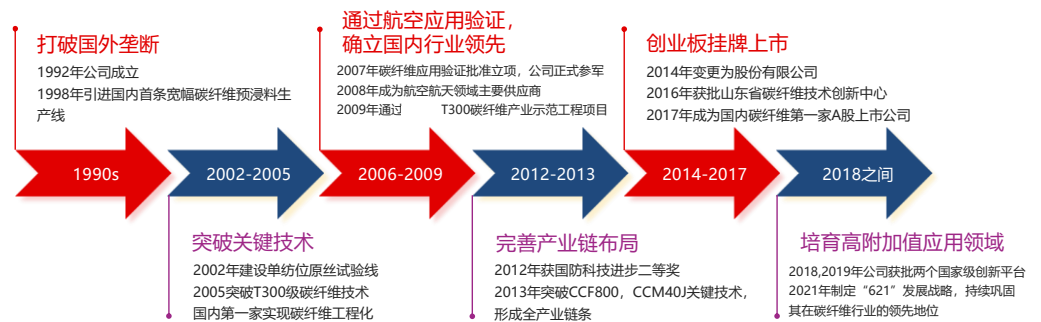 打破国外垄断
1992年公司成立
1998年引进国内首条宽幅碳纤维预浸料生
产线
通过航空应用验证，
确立国内行业领先
2007年碳纤维应用验证批准立项，公司正式参军
2008年成为航空航天领域主要供应商
2009年通过 T300碳纤维产业示范工程项目
创业板挂牌上市
2014年变更为股份有限公司
2016年获批山东省碳纤维技术创新中心
2017年成为国内碳纤维第一家A股上市公司
1990s
2002-2005
2006-2009
2012-2013
2014-2017
2018之间
突破关键技术
2002年建设单纺位原丝试验线
2005突破T300级碳纤维技术
国内第一家实现碳纤维工程化
完善产业链布局
2012年获国防科技进步二等奖
2013年突破CCF800，CCM40J关键技术，
形成全产业链条
培育高附加值应用领域
2018,2019年公司获批两个国家级创新平台
2021年制定“621”发展战略，持续巩固
其在碳纤维行业的领先地位